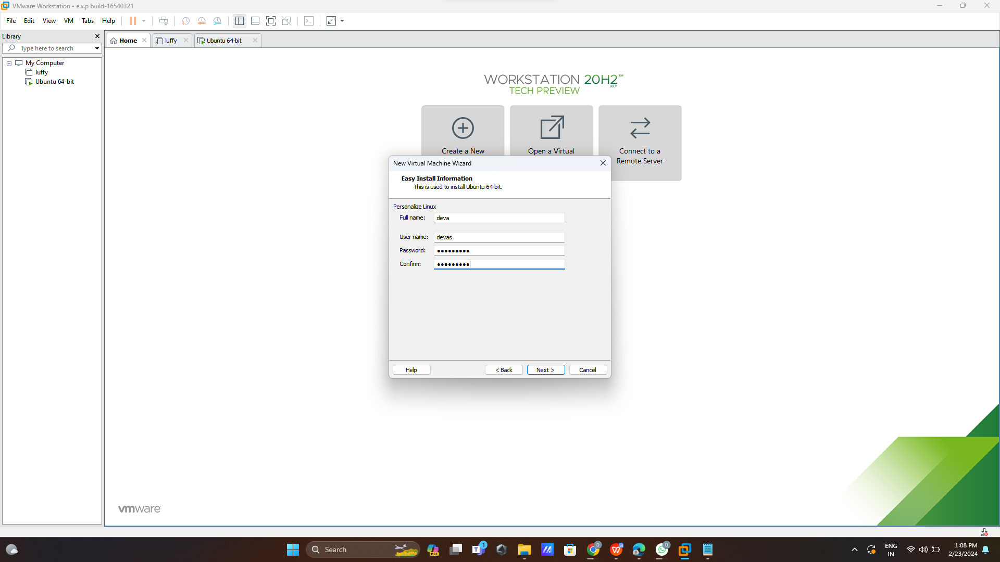 VMware Workstation - e.x.p build-16540321
File Edit View VM Tabs Help
Library
Type here to search
My Computer
luffy
Ubuntu 64-bit
Home
luffy
Ubuntu 64-bit
WORKSTATION 20H2™
JULY
TECH PREVIEW
Create a New
Open a Virtual
Connect to a
Remote Server
New Virtual Machine Wizard
Easy Install Information
This is used to install Ubuntu 64-bit.
Personalize Linux
Full name: deva
User name: devas
Password: •••••••••
Confirm: •••••••••
Help
< Back
Next >
Cancel
vmware
Search
PRE
1
D
D
ENG
IN
1:08 PM
2/23/2024